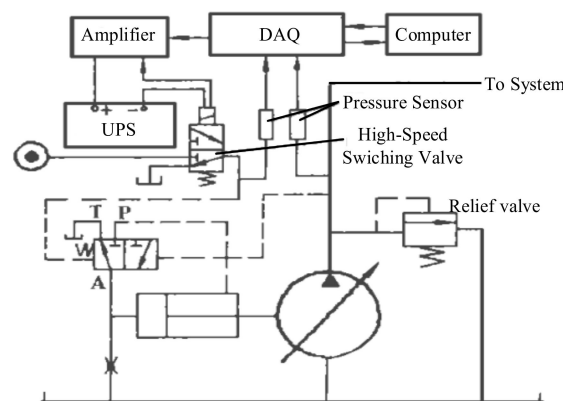 Amplifier
DAQ
Computer
To System
Pressure Sensor
+ −
UPS
High-Speed
Swiching Valve
Relief valve
T P
W
A